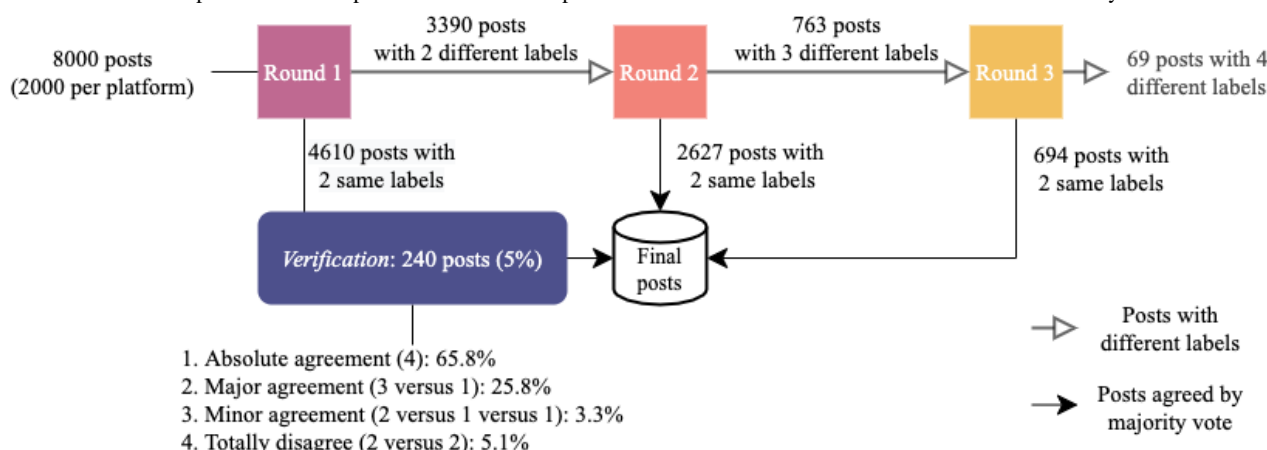 3390 posts
with 2 different labels
763 posts
with 3 different labels
8000 posts
(2000 per platform)
Round 1
Round 2
Round 3
69 posts with 4
different labels
4610 posts with
2 same labels
2627 posts with
2 same labels
694 posts with
2 same labels
Verification: 240 posts (5%)
Final
posts
Posts with
different labels
1. Absolute agreement (4): 65.8%
2. Major agreement (3 versus 1): 25.8%
3. Minor agreement (2 versus 1 versus 1): 3.3%
4. Totally disagree (2 versus 2): 5.1%
Posts agreed by
majority vote